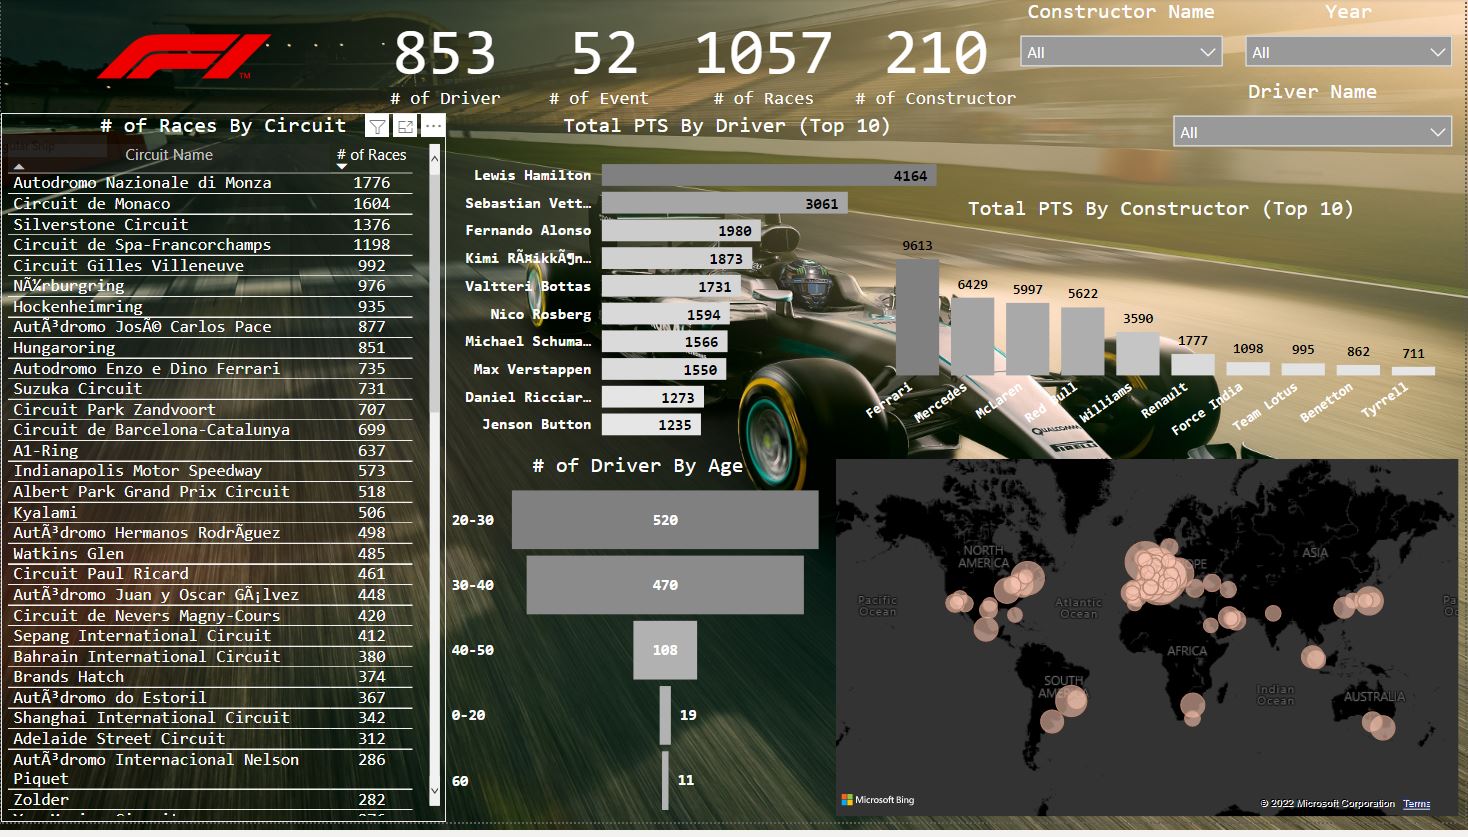 853
52
1057
210
# of Driver
# of Event
# of Races
# of Constructor
Constructor Name
All
Year
All
Driver Name
All
# of Races By Circuit
Circuit Name
# of Races
Autodromo Nazionale di Monza 1776
Circuit de Monaco 1604
Silverstone Circuit 1376
Circuit de Spa-Francorchamps 1198
Circuit Gilles Villeneuve 992
NÃ¼rburgring 976
Hockenheimring 935
AutÃ³dromo JosÃ© Carlos Pace 877
Hungaroring 851
Autodromo Enzo e Dino Ferrari 735
Suzuka Circuit 731
Circuit Park Zandvoort 707
Circuit de Barcelona-Catalunya 699
A1-Ring 637
Indianapolis Motor Speedway 573
Albert Park Grand Prix Circuit 518
Kyalami 506
AutÃ³dromo Hermanos RodrÃguez 498
Watkins Glen 485
Circuit Paul Ricard 461
AutÃ³dromo Juan y Oscar GÃ¡lvez 448
Circuit de Nevers Magny-Cours 420
Sepang International Circuit 412
Bahrain International Circuit 380
Brands Hatch 374
AutÃ³dromo do Estoril 367
Shanghai International Circuit 342
Adelaide Street Circuit 312
AutÃ³dromo Internacional Nelson 286
Piquet
Zolder 282
Total PTS By Driver (Top 10)
Lewis Hamilton 4164
Sebastian Vett… 3061
Fernando Alonso 1980
Kimi RÃ¤ikkÃ¶n… 1873
Valtteri Bottas 1731
Nico Rosberg 1594
Michael Schuma… 1566
Max Verstappen 1550
Daniel Ricciar… 1273
Jenson Button 1235
Total PTS By Constructor (Top 10)
9613
6429
5997
5622
3590
1777
1098
995
862
711
Ferrari
Mercedes
McLaren
Red Bull
Williams
Renault
Force India
Team Lotus
Benetton
Tyrrell
QUALCOMM
# of Driver By Age
20-30 520
30-40 470
40-50 108
0-20 19
60 11
NORTH
AMERICA
ASIA
Pacific
Ocean
Atlantic
Ocean
AFRICA
SOUTH
AMERICA
Indian
Ocean
AUSTRALIA
Microsoft Bing
© 2022 Microsoft Corporation Terms